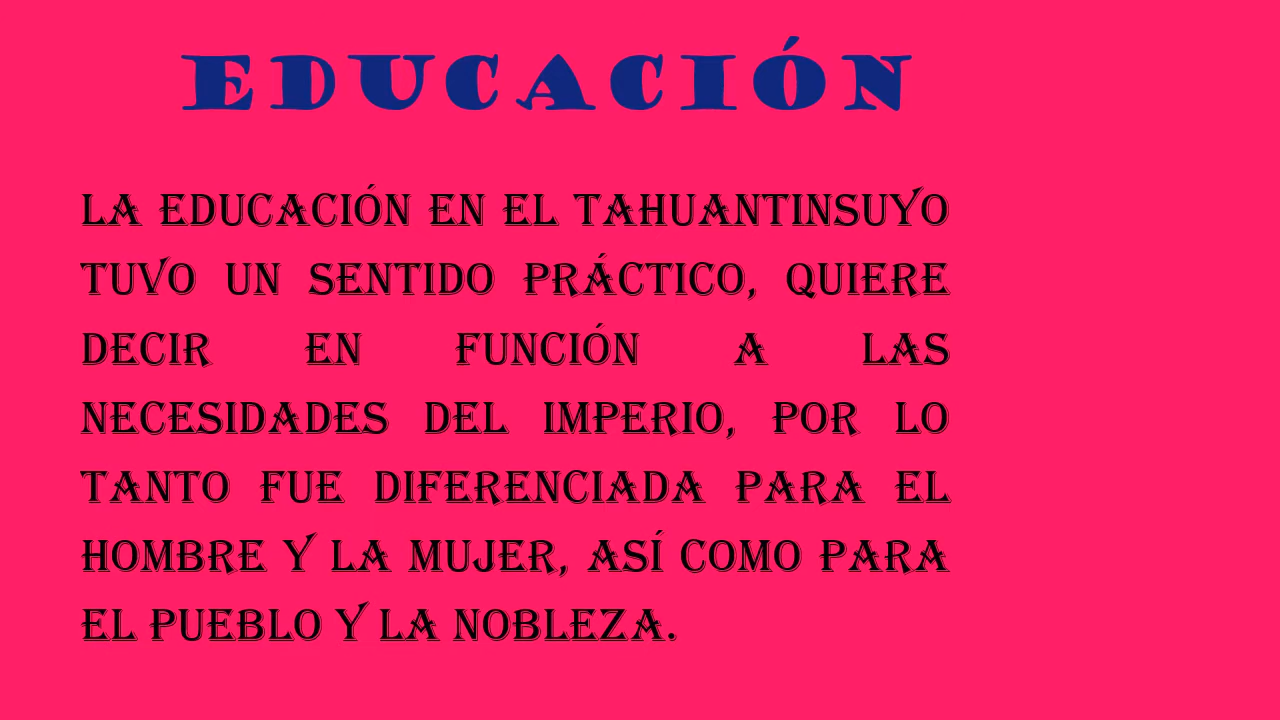 EDUCACIÓN
LA EDUCACIÓN EN EL TAHUANTINSUYO
TUVO UN SENTIDO PRÁCTICO, QUIERE
DECIR EN FUNCIÓN A LAS
NECESIDADES DEL IMPERIO, POR LO
TANTO FUE DIFERENCIADA PARA EL
HOMBRE Y LA MUJER, ASÍ COMO PARA
EL PUEBLO Y LA NOBLEZA.